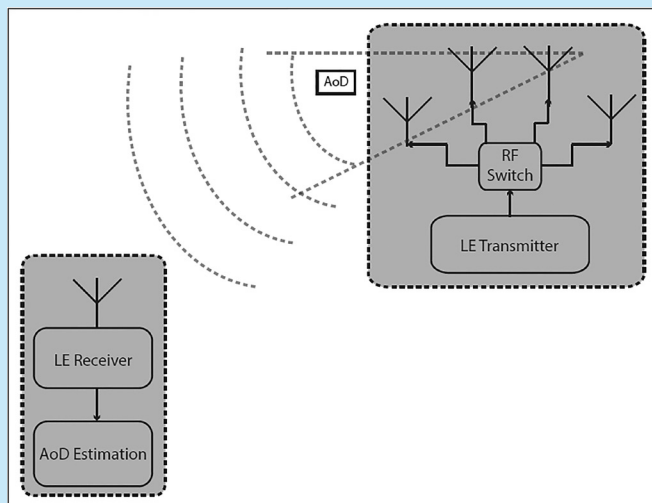 AoD
RF
Switch
LE Transmitter
LE Receiver
AoD Estimation